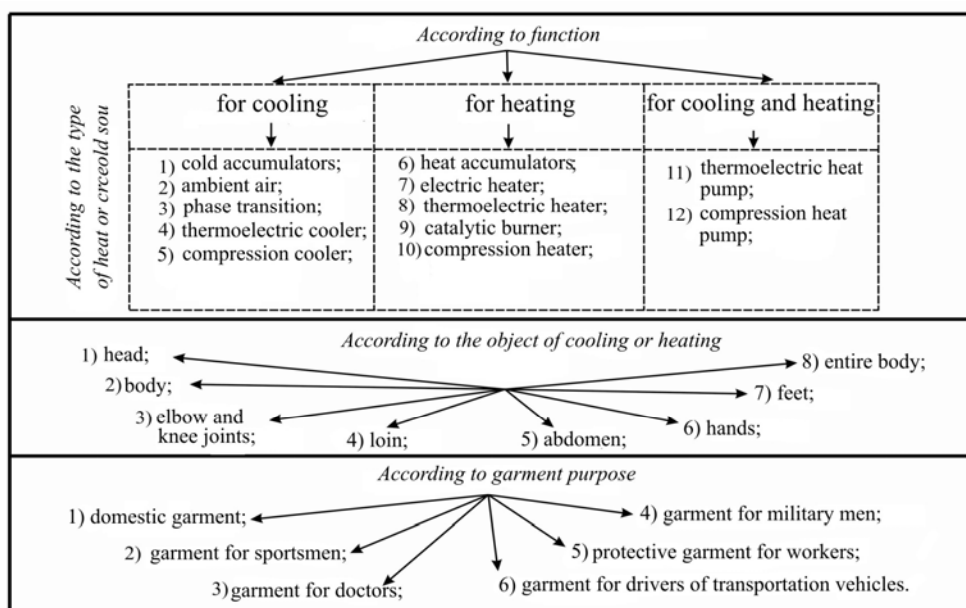 According to function
According to the type
of heat or crceold sou
for cooling
1) cold accumulators;
2) ambient air;
3) phase transition;
4) thermoelectric cooler;
5) compression cooler;
for heating
6) heat accumulators;
7) electric heater;
8) thermoelectric heater;
9) catalytic burner;
10) compression heater;
for cooling and heating
11) thermoelectric heat
pump;
12) compression heat
pump;
According to the object of cooling or heating
1) head;
2) body;
3) elbow and
knee joints;
4) loin;
5) abdomen;
6) hands;
7) feet;
8) entire body;
According to garment purpose
1) domestic garment;
2) garment for sportsmen;
3) garment for doctors;
4) garment for military men;
5) protective garment for workers;
6) garment for drivers of transportation vehicles.